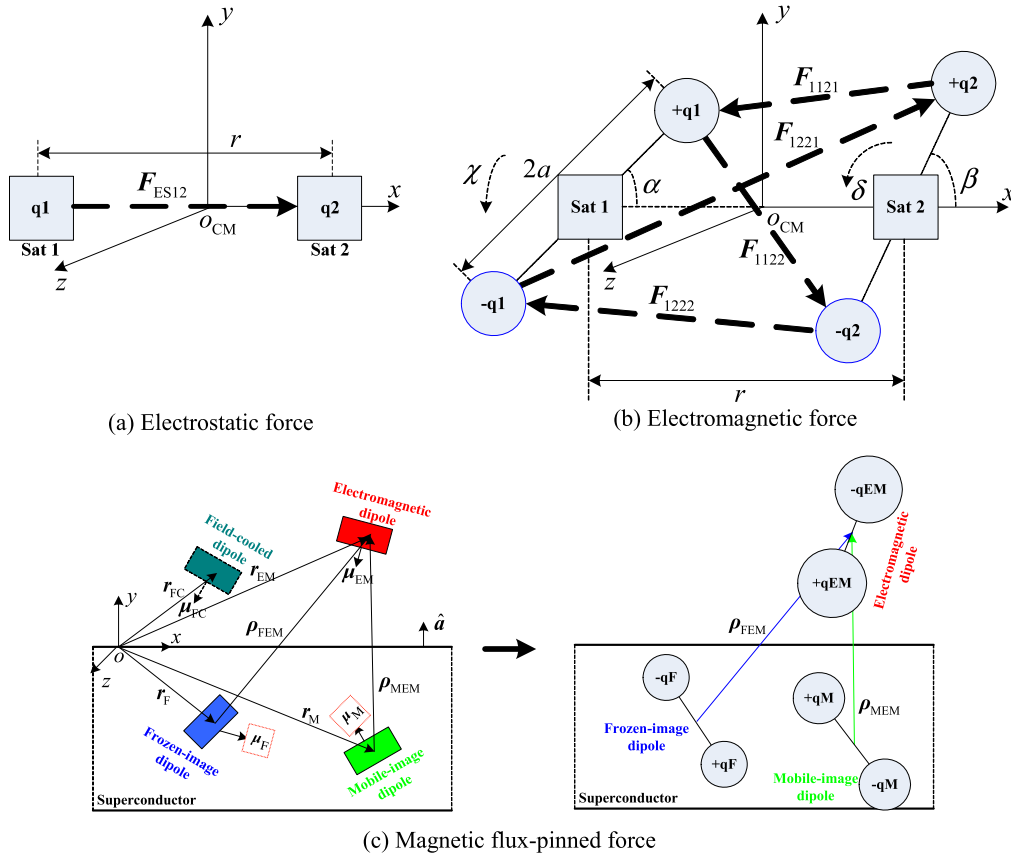 y
r
F_ES12
q1
q2
x
Sat 1
o_CM
Sat 2
z
(a) Electrostatic force
y
+q1
F_1121
+q2
F_1221
χ
2a
α
δ
β
Sat 1
o_CM
Sat 2
x
z
F_1122
-q1
F_1222
-q2
r
(b) Electromagnetic force
Electromagnetic
dipole
Field-cooled
dipole
r_EM
μ_EM
r_FC
μ_FC
y
x
o
z
ρ_FEM
â
r_F
r_M
μ_M
ρ_MEM
μ_F
Frozen-image
dipole
Mobile-image
dipole
Superconductor
-qEM
+qEM
Electromagnetic
dipole
ρ_FEM
-qF
+qM
ρ_MEM
Frozen-image
dipole
+qF
Mobile-image
dipole
-qM
Superconductor
(c) Magnetic flux-pinned force